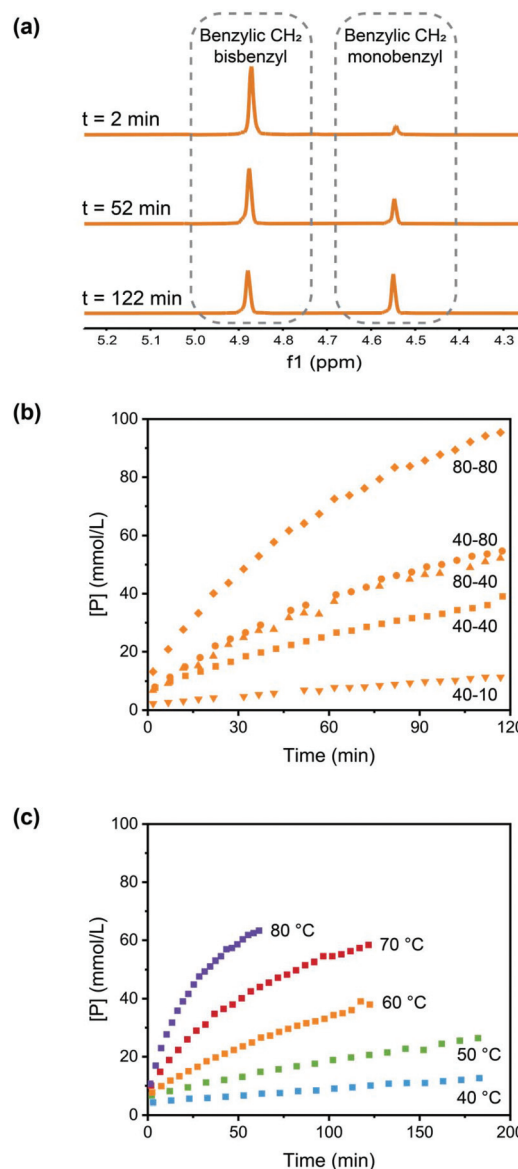 (a)
Benzylic CH₂
bisbenzyl
Benzylic CH₂
monobenzyl
t = 2 min
t = 52 min
t = 122 min
5.2 5.1 5.0 4.9 4.8 4.7 4.6 4.5 4.4 4.3
f1 (ppm)
(b)
100
80
60
40
20
0
[P] (mmol/L)
80-80
40-80
80-40
40-40
40-10
0 30 60 90 120
Time (min)
(c)
100
80
60
40
20
0
[P] (mmol/L)
80 °C
70 °C
60 °C
50 °C
40 °C
0 50 100 150 200
Time (min)